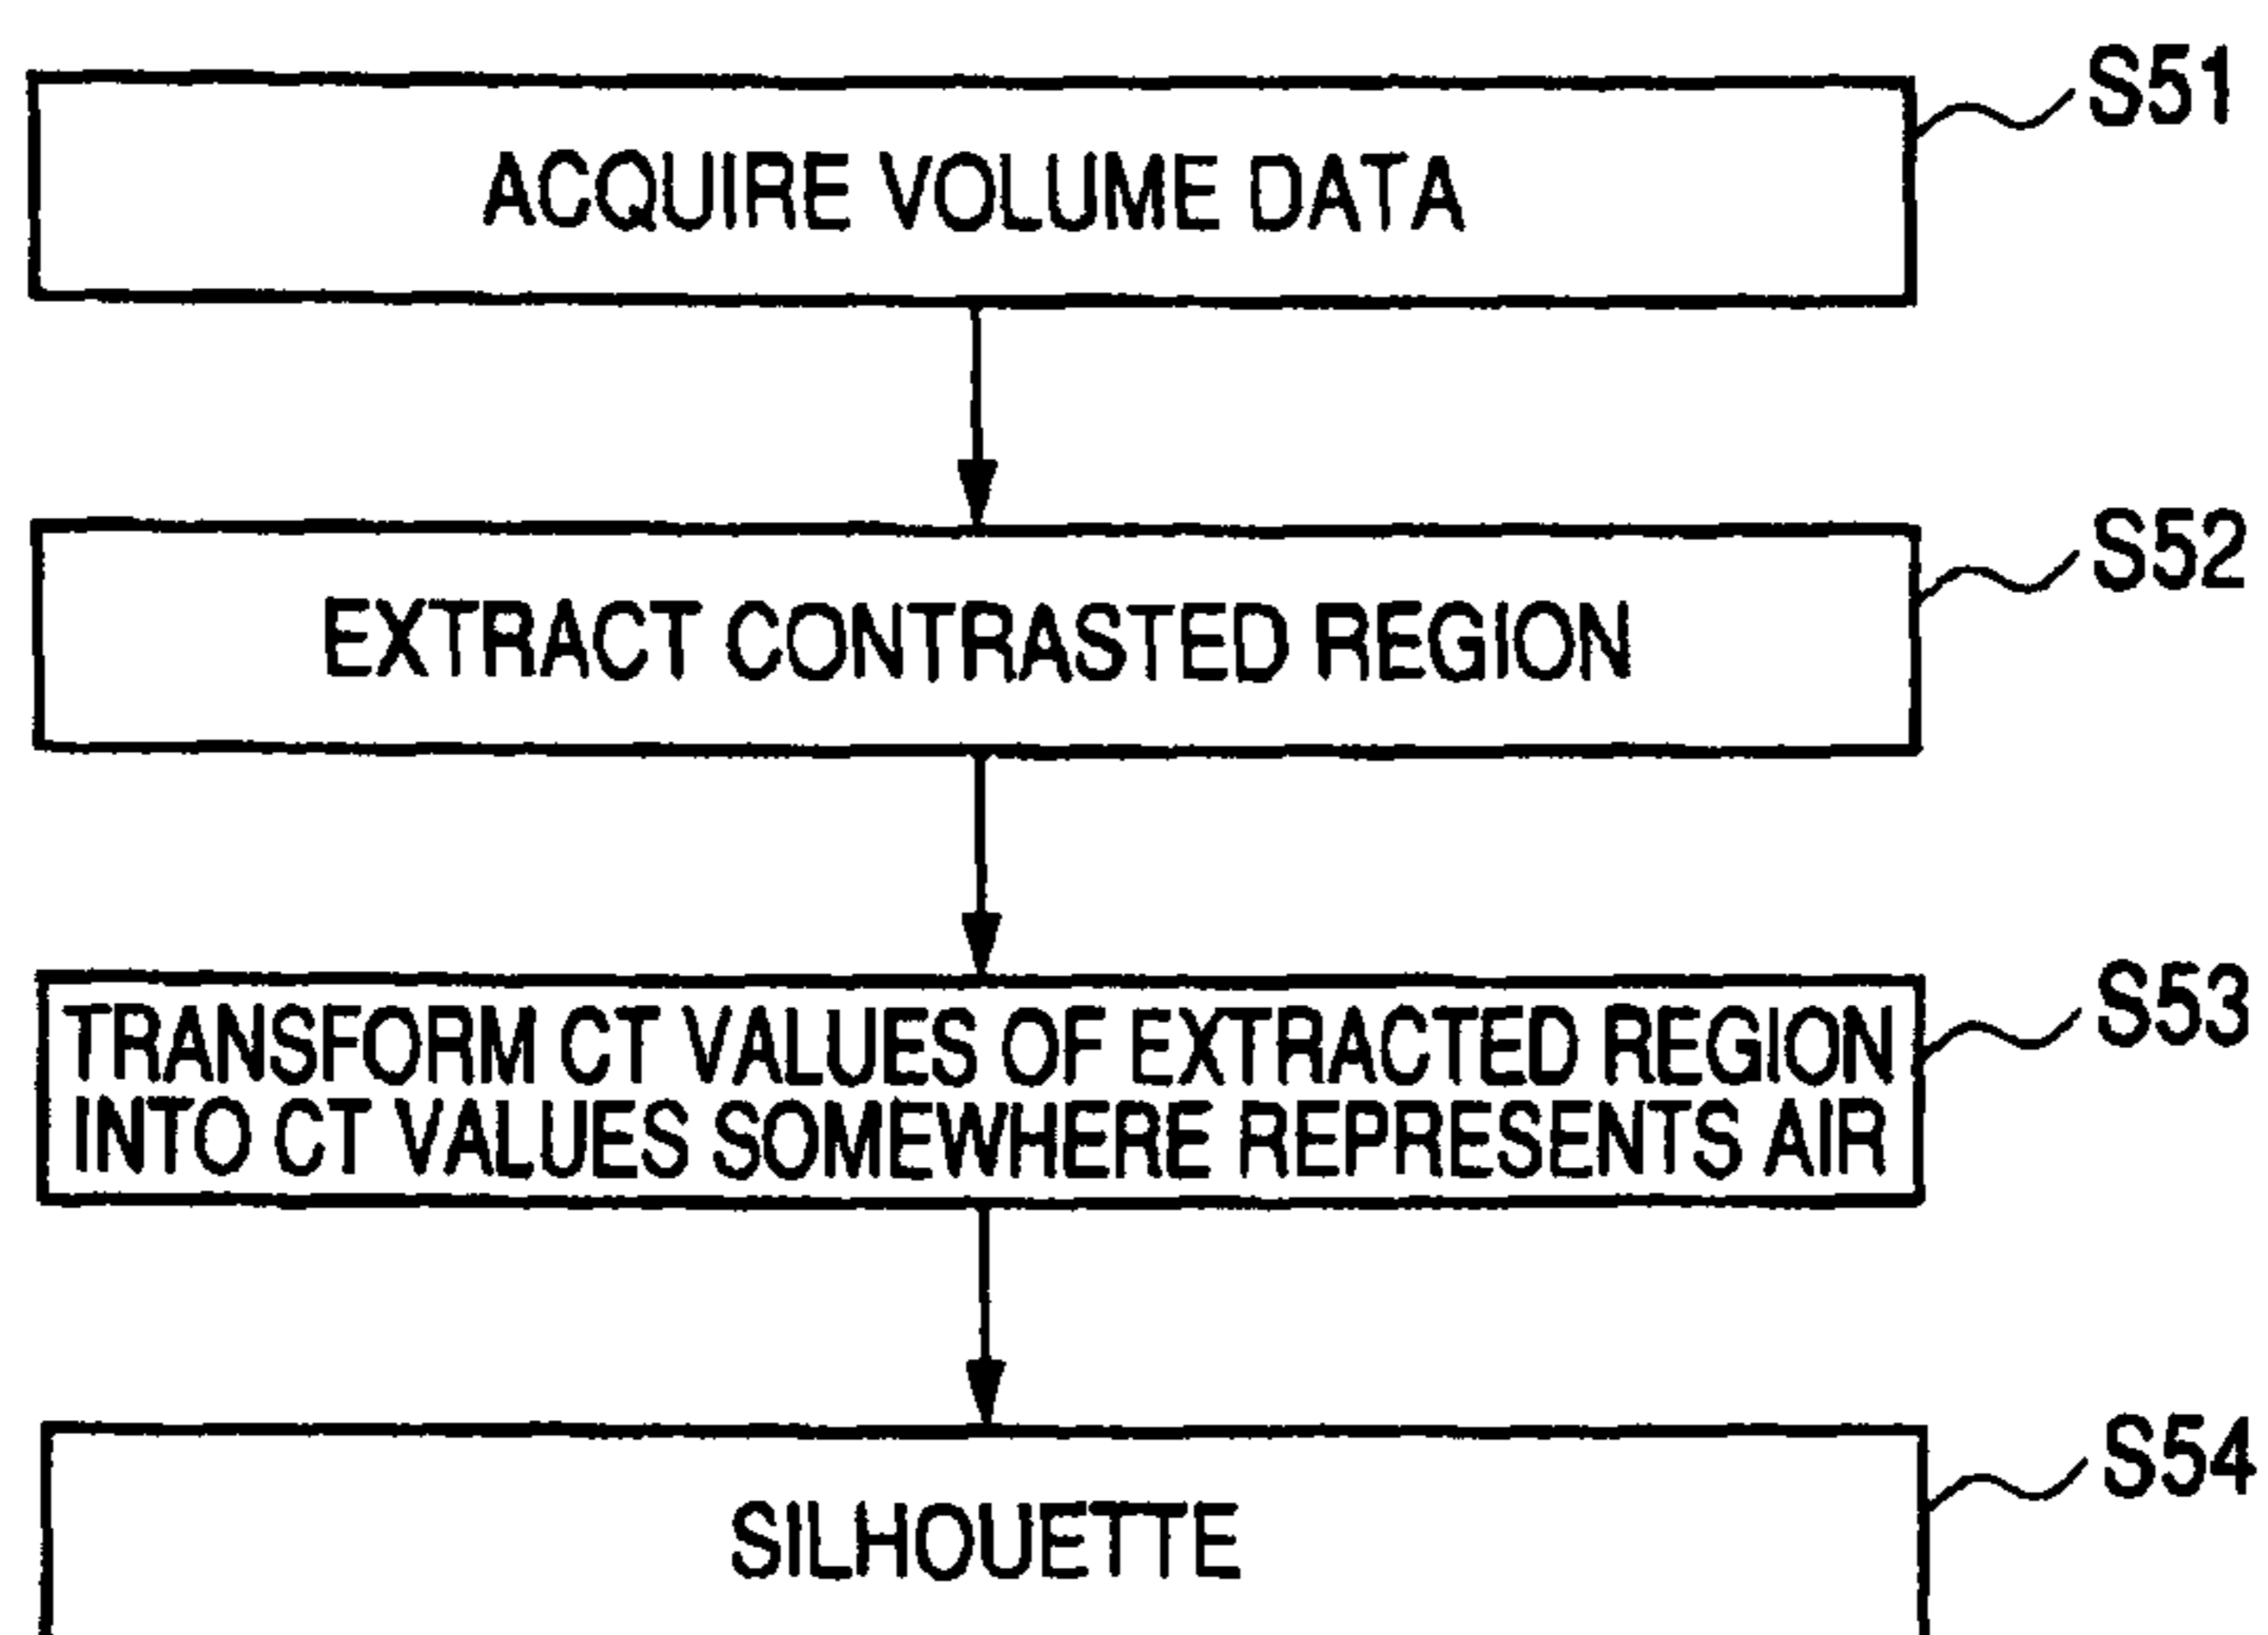 S51
ACQUIRE VOLUME DATA
S52
EXTRACT CONTRASTED REGION
S53
TRANSFORM CT VALUES OF EXTRACTED REGION
INTO CT VALUES SOMEWHERE REPRESENTS AIR
S54
SILHOUETTE